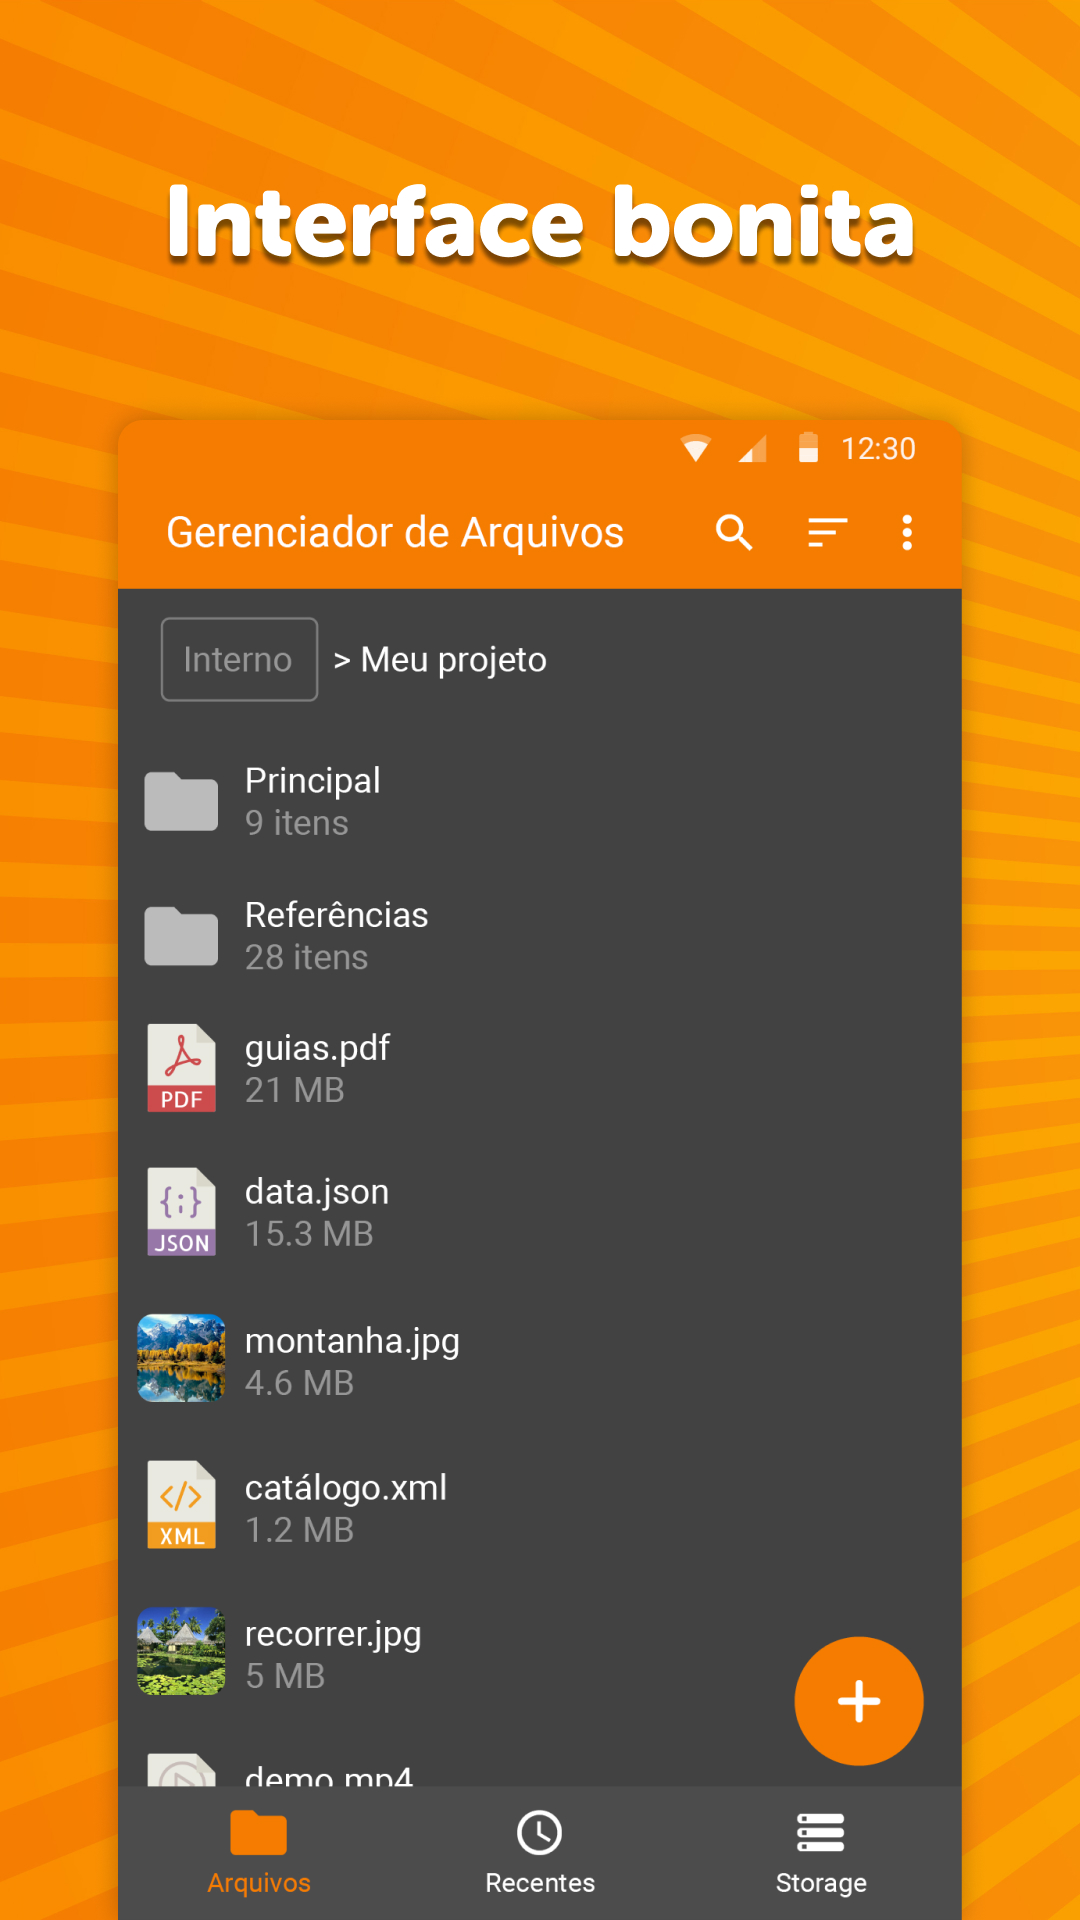 Interface bonita
12:30
Gerenciador de Arquivos
Interno > Meu projeto
Principal
9 itens
Referências
28 itens
guias.pdf
21 MB
PDF
data.json
15.3 MB
JSON
montanha.jpg
4.6 MB
catálogo.xml
1.2 MB
XML
recorrer.jpg
5 MB
demo.mp4
Arquivos Recentes Storage